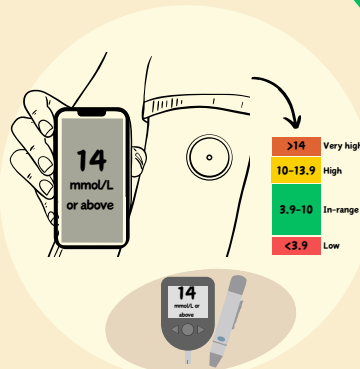 14
mmol/L
or above
>14 Very high
10-13.9 High
3.9-10 In-range
<3.9 Low
14
mmol/L or
above